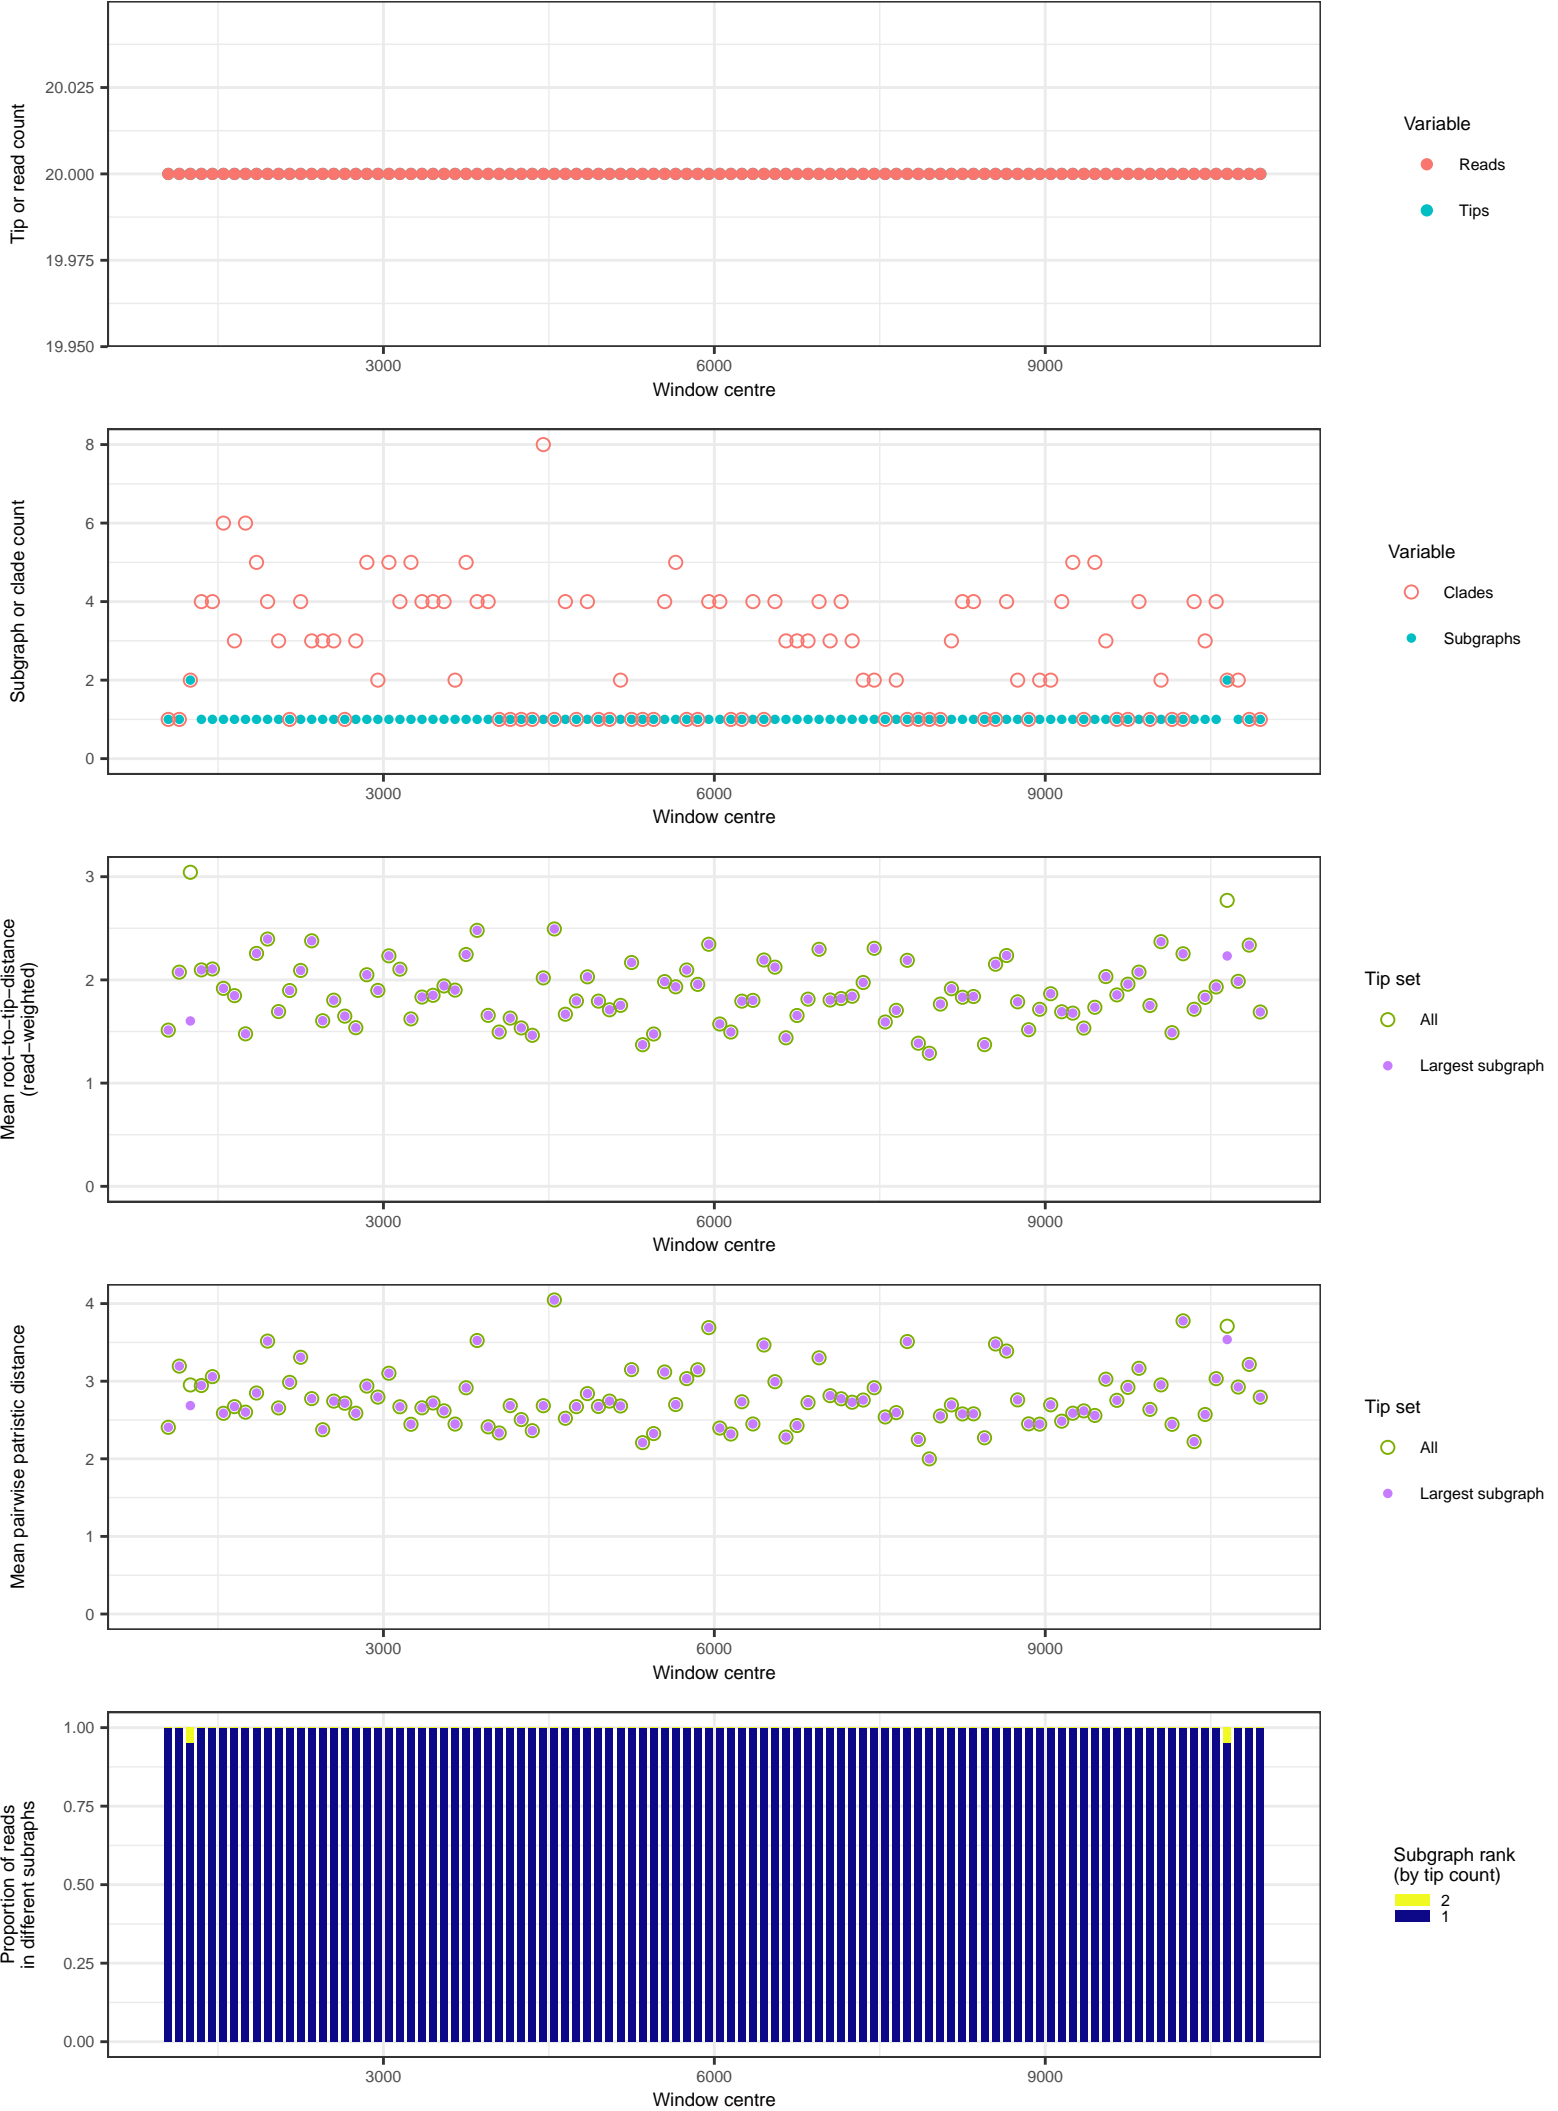 20.025
20.000
19.975
19.950
Tip or read count
3000
6000
9000
Window centre
Variable
Reads
Tips
8
6
4
2
0
Subgraph or clade count
3000
6000
9000
Window centre
Variable
Clades
Subgraphs
3
2
1
0
Mean root−to−tip−distance
(read−weighted)
3000
6000
9000
Window centre
Tip set
All
Largest subgraph
4
3
2
1
0
Mean pairwise patristic distance
3000
6000
9000
Window centre
Tip set
All
Largest subgraph
1.00
0.75
0.50
0.25
0.00
Proportion of reads
in different subraphs
3000
6000
9000
Window centre
Subgraph rank
(by tip count)
2
1